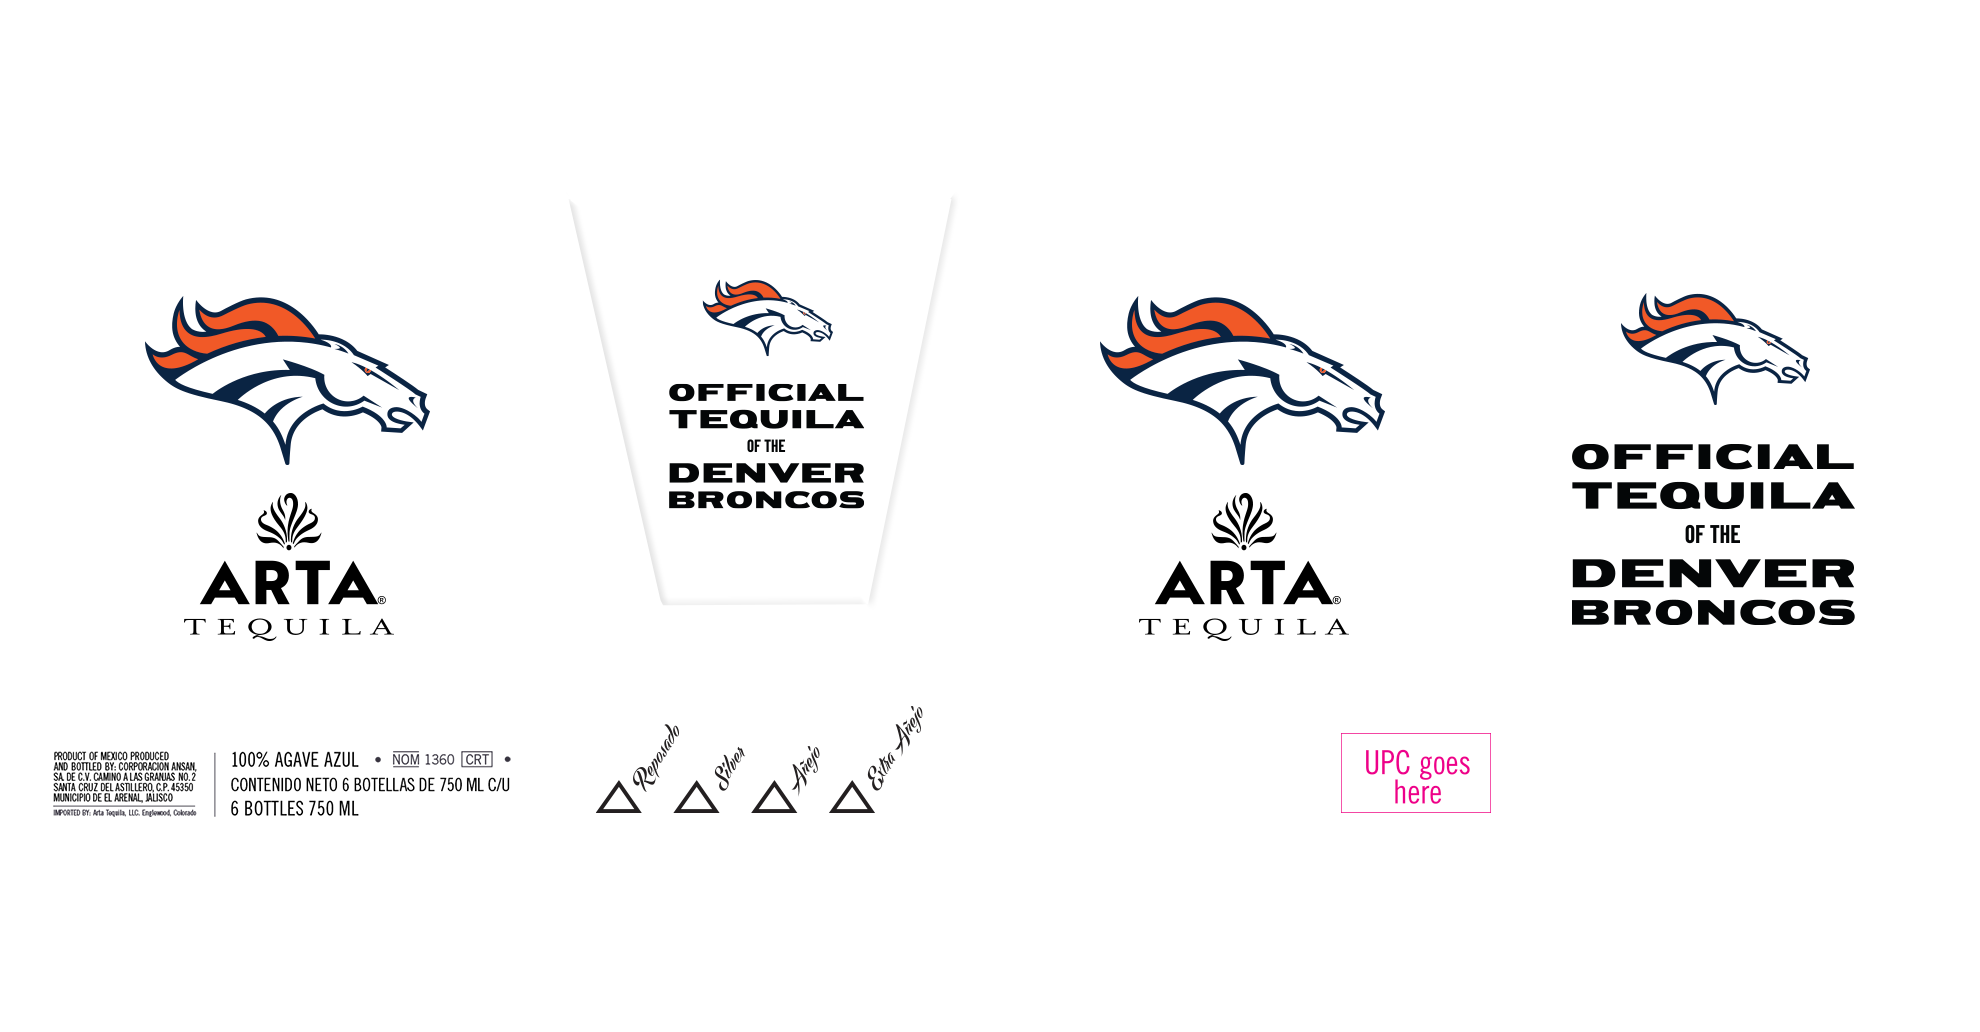 ARTA®
TEQUILA
PRODUCT OF MEXICO PRODUCED
AND BOTTLED BY: CORPORACION ANSAN,
SA. DE C.V. CAMINO A LAS GRANJAS NO. 2
SANTA CRUZ DEL ASTILLERO, C.P. 45350
MUNICIPIO DE EL ARENAL, JALISCO
IMPORTED BY: Arta Tequila, LLC. Englewood, Colorado
100% AGAVE AZUL • NOM 1360 CRT •
CONTENIDO NETO 6 BOTELLAS DE 750 ML C/U
6 BOTTLES 750 ML
OFFICIAL
TEQUILA
OF THE
DENVER
BRONCOS
Reposado
Silver
Añejo
Extra Añejo
ARTA®
TEQUILA
UPC goes
here
OFFICIAL
TEQUILA
OF THE
DENVER
BRONCOS